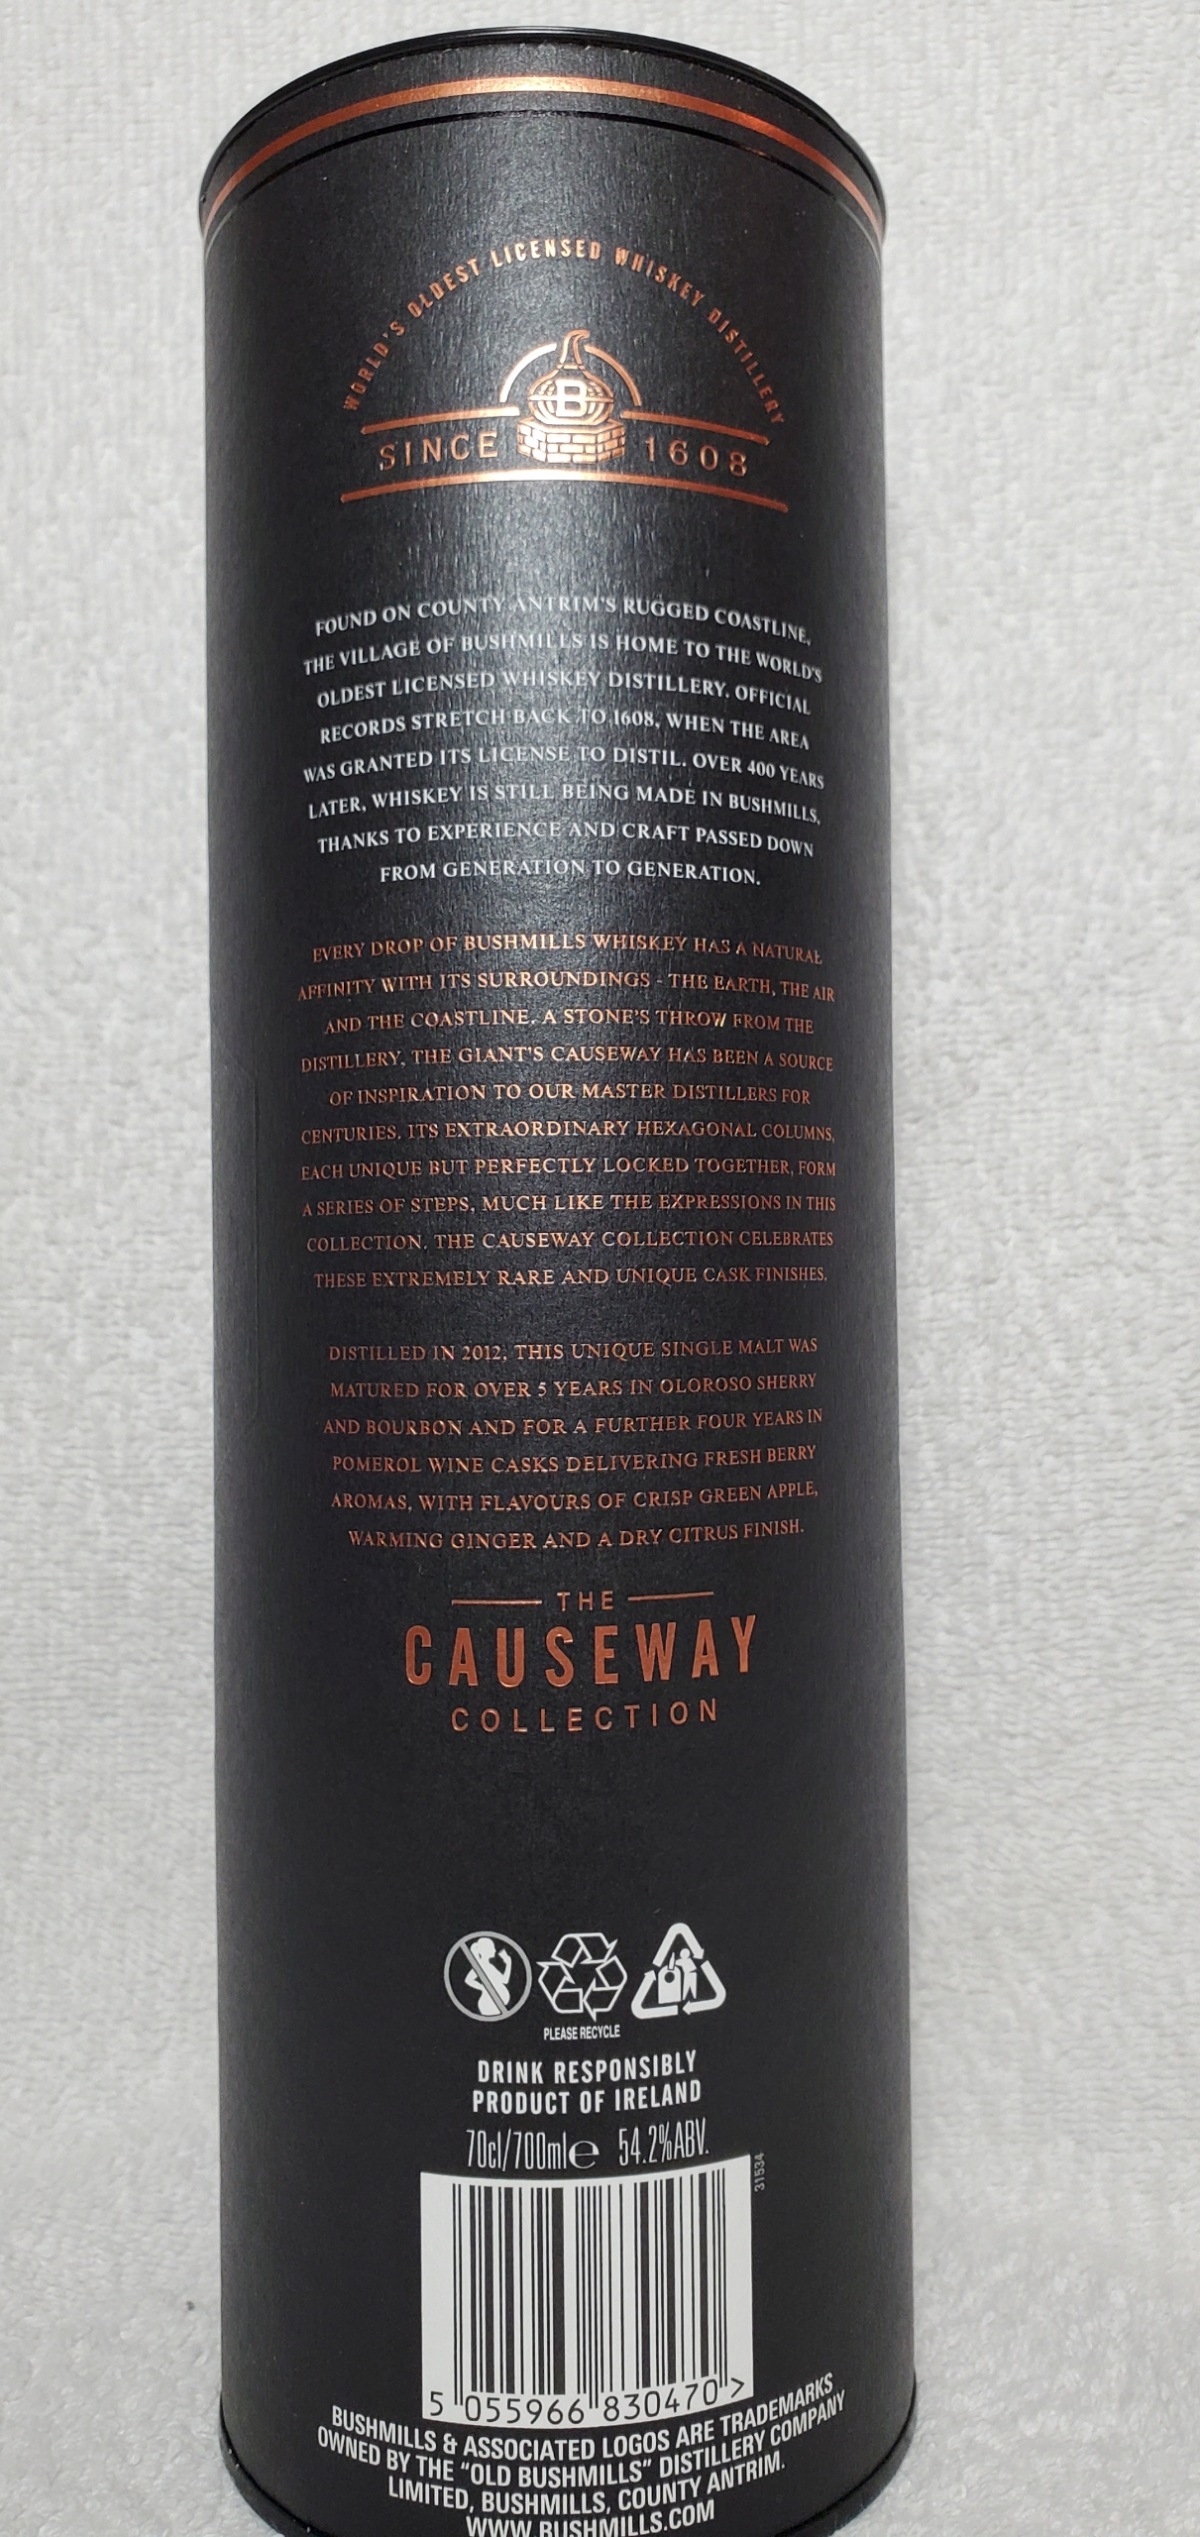 WORLD'S OLDEST LICENSED WHISKEY DISTILLERY
B
SINCE 1608
FOUND ON COUNTY ANTRIM'S RUGGED COASTLINE,
THE VILLAGE OF BUSHMILLS IS HOME TO THE WORLD'S
OLDEST LICENSED WHISKEY DISTILLERY. OFFICIAL
RECORDS STRETCH BACK TO 1608, WHEN THE AREA
WAS GRANTED ITS LICENSE TO DISTIL. OVER 400 YEARS
LATER, WHISKEY IS STILL BEING MADE IN BUSHMILLS,
THANKS TO EXPERIENCE AND CRAFT PASSED DOWN
FROM GENERATION TO GENERATION.
EVERY DROP OF BUSHMILLS WHISKEY HAS A NATURAL
AFFINITY WITH ITS SURROUNDINGS - THE EARTH, THE AIR
AND THE COASTLINE. A STONE'S THROW FROM THE
DISTILLERY, THE GIANT'S CAUSEWAY HAS BEEN A SOURCE
OF INSPIRATION TO OUR MASTER DISTILLERS FOR
CENTURIES. ITS EXTRAORDINARY HEXAGONAL COLUMNS,
EACH UNIQUE BUT PERFECTLY LOCKED TOGETHER, FORM
A SERIES OF STEPS, MUCH LIKE THE EXPRESSIONS IN THIS
COLLECTION. THE CAUSEWAY COLLECTION CELEBRATES
THESE EXTREMELY RARE AND UNIQUE CASK FINISHES.
DISTILLED IN 2012, THIS UNIQUE SINGLE MALT WAS
MATURED FOR OVER 5 YEARS IN OLOROSO SHERRY
AND BOURBON AND FOR A FURTHER FOUR YEARS IN
POMEROL WINE CASKS DELIVERING FRESH BERRY
AROMAS, WITH FLAVOURS OF CRISP GREEN APPLE,
WARMING GINGER AND A DRY CITRUS FINISH.
THE
CAUSEWAY
COLLECTION
PLEASE RECYCLE
DRINK RESPONSIBLY
PRODUCT OF IRELAND
70cl/700ml℮ 54.2%ABV.
31534
5 055966 830470 >
BUSHMILLS & ASSOCIATED LOGOS ARE TRADEMARKS
OWNED BY THE "OLD BUSHMILLS" DISTILLERY COMPANY
LIMITED, BUSHMILLS, COUNTY ANTRIM.
WWW.BUSHMILLS.COM